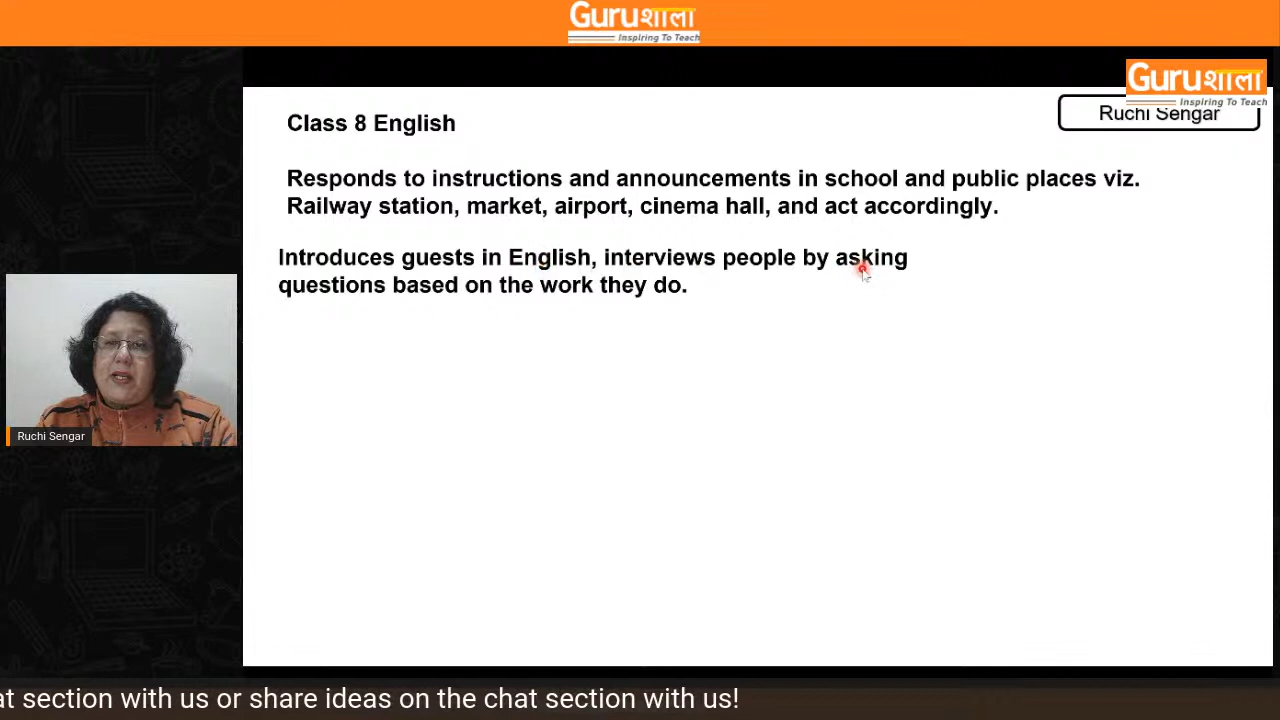 Guruशाला
Inspiring To Teach
Guruशाला
Inspiring To Teach
Ruchi Sengar
Class 8 English
Responds to instructions and announcements in school and public places viz.
Railway station, market, airport, cinema hall, and act accordingly.
Introduces guests in English, interviews people by asking
questions based on the work they do.
Ruchi Sengar
at section with us or share ideas on the chat section with us!